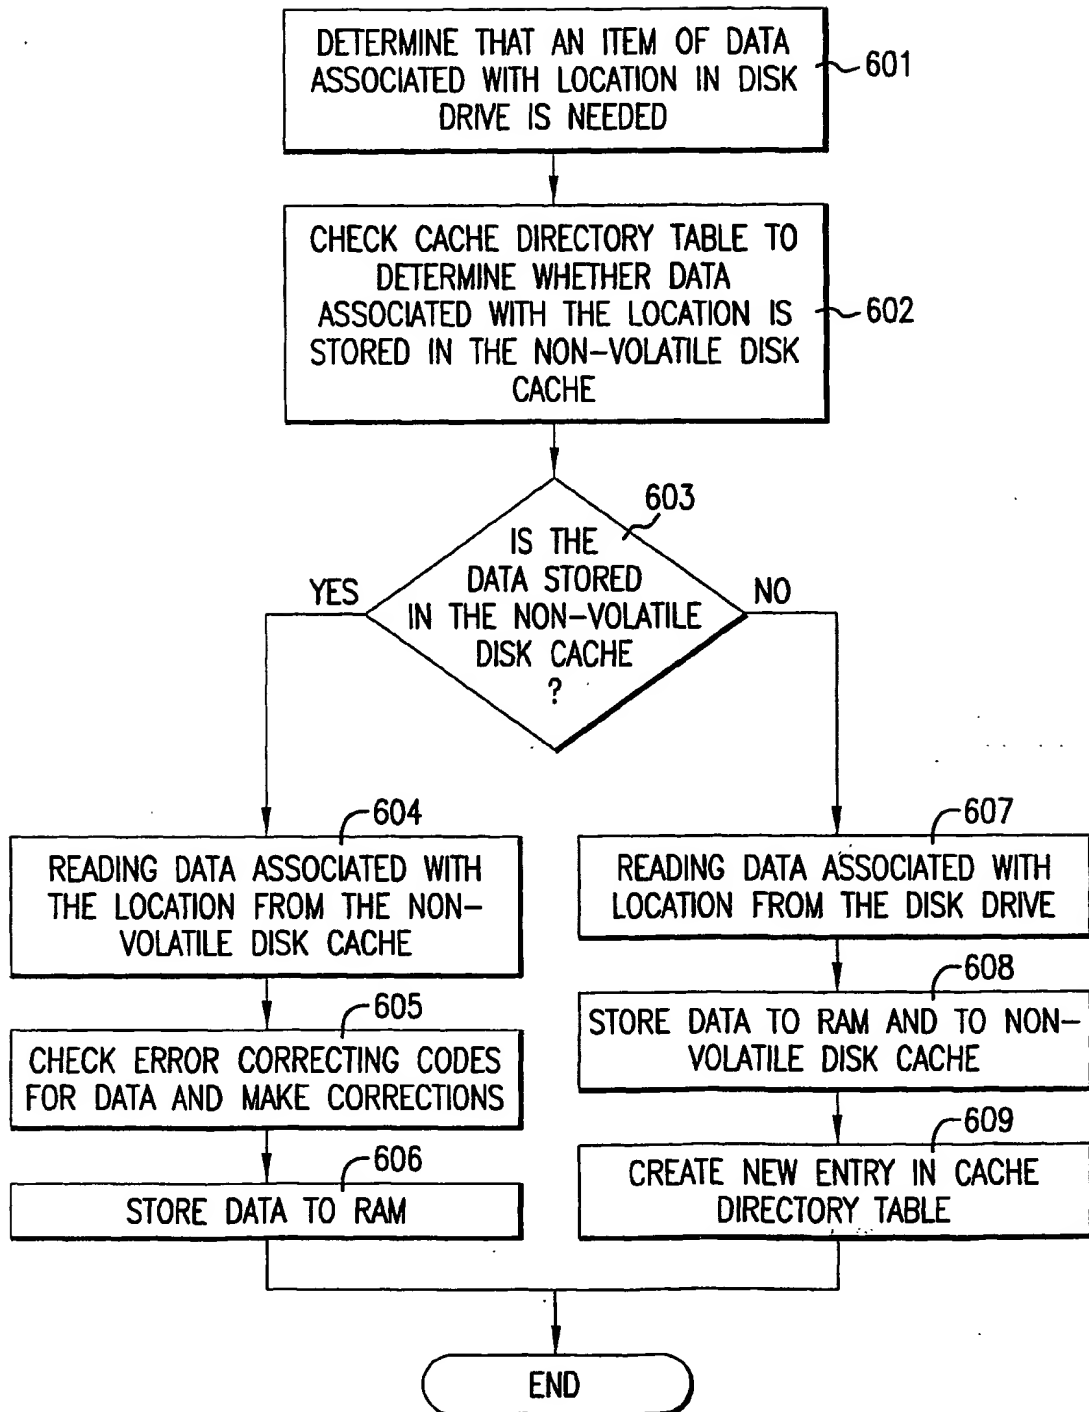 DETERMINE THAT AN ITEM OF DATA
ASSOCIATED WITH LOCATION IN DISK
DRIVE IS NEEDED
601
CHECK CACHE DIRECTORY TABLE TO
DETERMINE WHETHER DATA
ASSOCIATED WITH THE LOCATION IS
STORED IN THE NON-VOLATILE DISK
CACHE
602
603
IS THE
DATA STORED
IN THE NON-VOLATILE
DISK CACHE
?
YES
NO
604
READING DATA ASSOCIATED WITH
THE LOCATION FROM THE NON-
VOLATILE DISK CACHE
605
CHECK ERROR CORRECTING CODES
FOR DATA AND MAKE CORRECTIONS
606
STORE DATA TO RAM
607
READING DATA ASSOCIATED WITH
LOCATION FROM THE DISK DRIVE
608
STORE DATA TO RAM AND TO NON-
VOLATILE DISK CACHE
609
CREATE NEW ENTRY IN CACHE
DIRECTORY TABLE
END